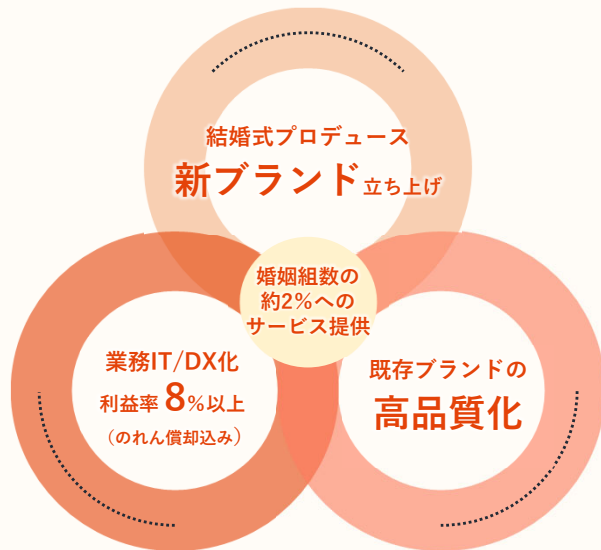 結婚式プロデュース
新ブランド立ち上げ
婚姻組数の
約2%への
サービス提供
業務IT/DX化
利益率8%以上
（のれん償却込み）
既存ブランドの
高品質化